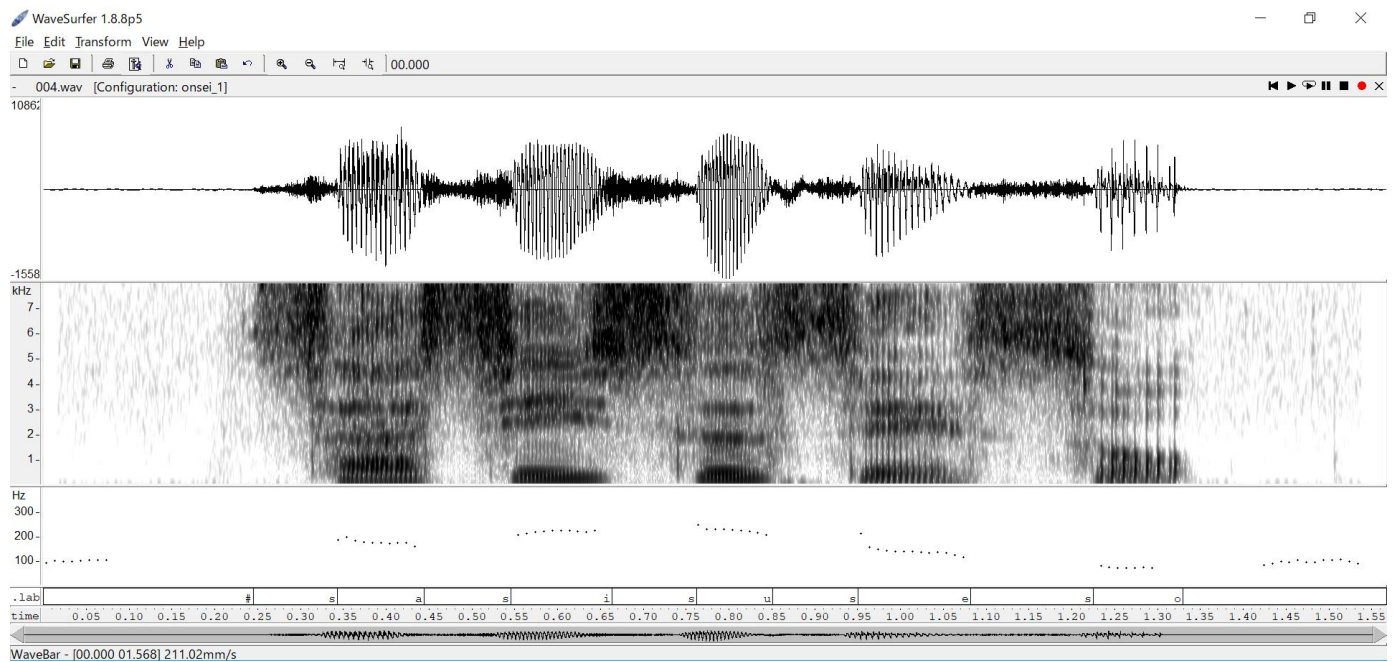 WaveSurfer 1.8.8p5
File Edit Transform View Help
00.000
- 004.wav [Configuration: onsei_1]
10862
-1558
kHz
7
6
5
4
3
2
1
Hz
300
200
100
.lab # s a s i s u s e s o
time 0.05 0.10 0.15 0.20 0.25 0.30 0.35 0.40 0.45 0.50 0.55 0.60 0.65 0.70 0.75 0.80 0.85 0.90 0.95 1.00 1.05 1.10 1.15 1.20 1.25 1.30 1.35 1.40 1.45 1.50 1.55
WaveBar - [00.000 01.568] 211.02mm/s